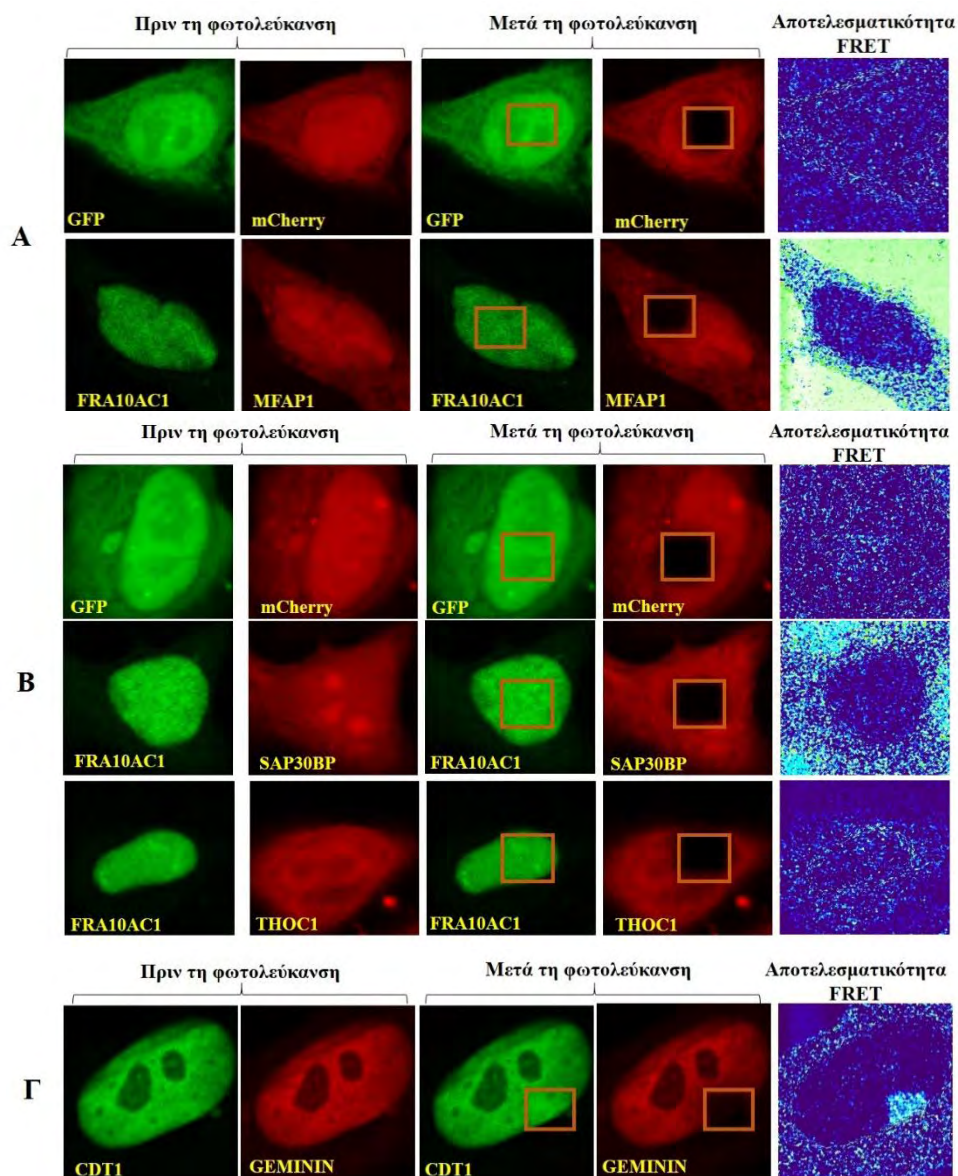 Πριν τη φωτολεύκανση Μετά τη φωτολεύκανση Αποτελεσματικότητα
FRET
GFP mCherry GFP mCherry
A
FRA10AC1 MFAP1 FRA10AC1 MFAP1
Πριν τη φωτολεύκανση Μετά τη φωτολεύκανση Αποτελεσματικότητα
FRET
GFP mCherry GFP mCherry
B
FRA10AC1 SAP30BP FRA10AC1 SAP30BP
FRA10AC1 THOC1 FRA10AC1 THOC1
Πριν τη φωτολεύκανση Μετά τη φωτολεύκανση Αποτελεσματικότητα
FRET
Γ
CDT1 GEMININ CDT1 GEMININ